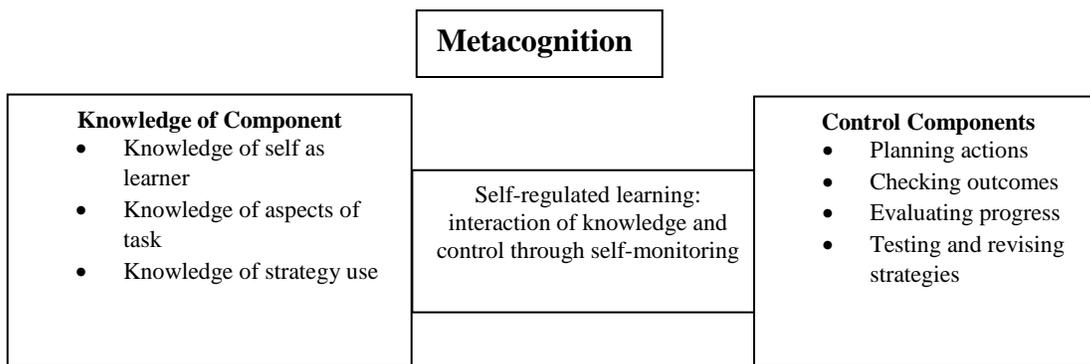 Metacognition
Knowledge of Component
• Knowledge of self as
learner
• Knowledge of aspects of
task
• Knowledge of strategy use
Self-regulated learning:
interaction of knowledge and
control through self-monitoring
Control Components
• Planning actions
• Checking outcomes
• Evaluating progress
• Testing and revising
strategies